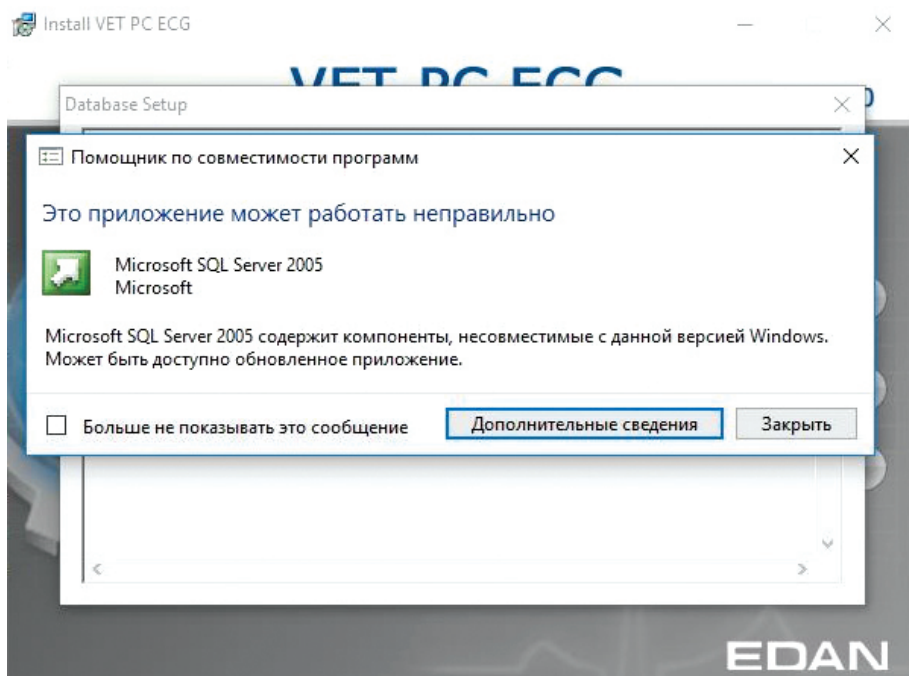 Install VET PC ECG
VET PC ECG
Database Setup
Помощник по совместимости программ
Это приложение может работать неправильно
Microsoft SQL Server 2005
Microsoft
Microsoft SQL Server 2005 содержит компоненты, несовместимые с данной версией Windows.
Может быть доступно обновленное приложение.
Больше не показывать это сообщение
Дополнительные сведения
Закрыть
EDAN